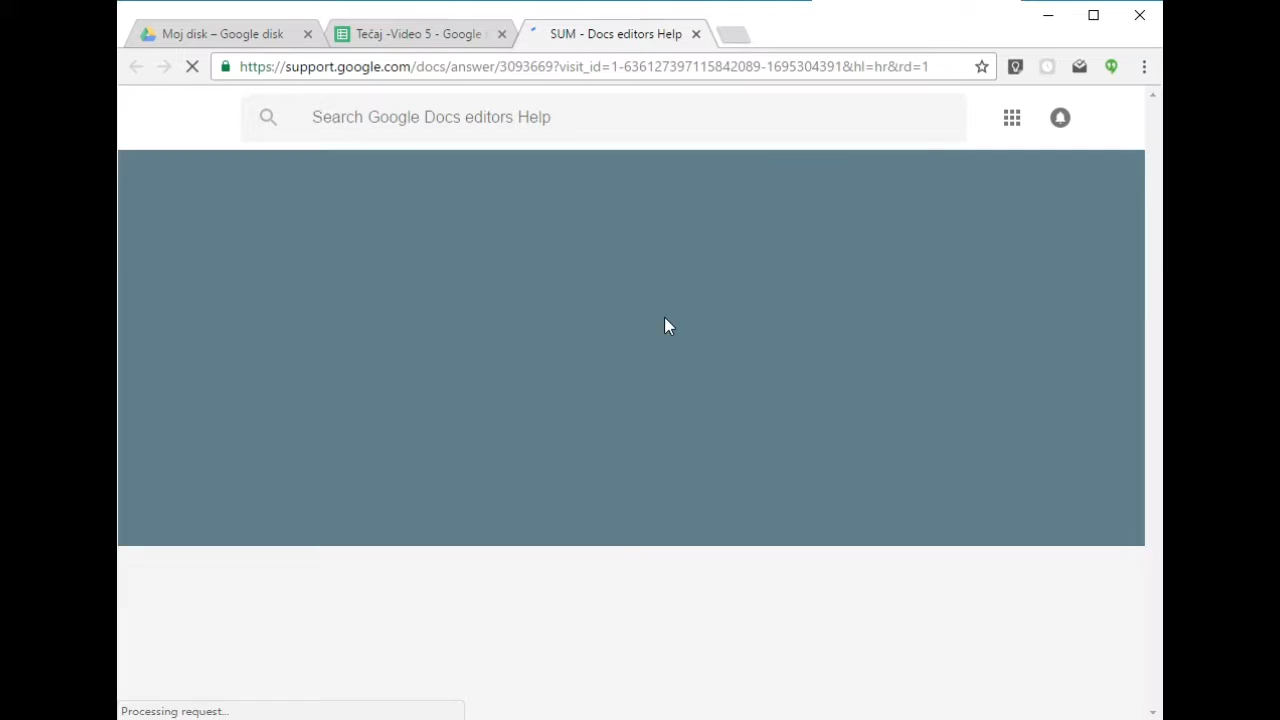 Moj disk – Google disk
Tečaj -Video 5 - Google
SUM - Docs editors Help
https://support.google.com/docs/answer/3093669?visit_id=1-636127397115842089-1695304391&hl=hr&rd=1
Search Google Docs editors Help
Processing request...